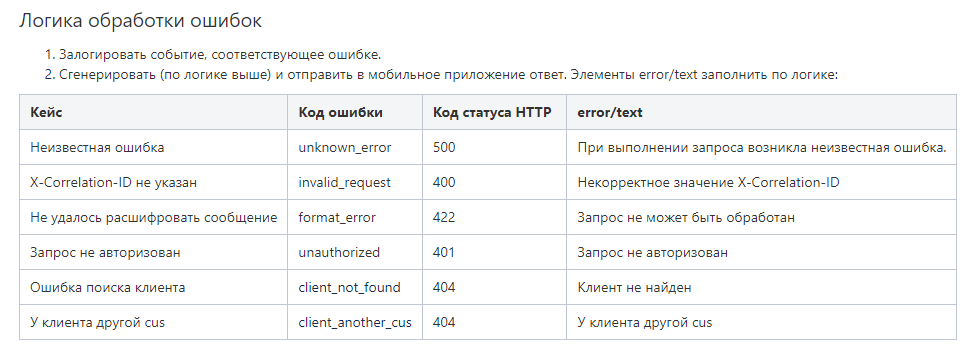 Логика обработки ошибок
1. Залогировать событие, соответствующее ошибке.
2. Сгенерировать (по логике выше) и отправить в мобильное приложение ответ. Элементы error/text заполнить по логике:
Кейс Код ошибки Код статуса HTTP error/text
Неизвестная ошибка unknown_error 500 При выполнении запроса возникла неизвестная ошибка.
X-Correlation-ID не указан invalid_request 400 Некорректное значение X-Correlation-ID
Не удалось расшифровать сообщение format_error 422 Запрос не может быть обработан
Запрос не авторизован unauthorized 401 Запрос не авторизован
Ошибка поиска клиента client_not_found 404 Клиент не найден
У клиента другой cus client_another_cus 404 У клиента другой cus